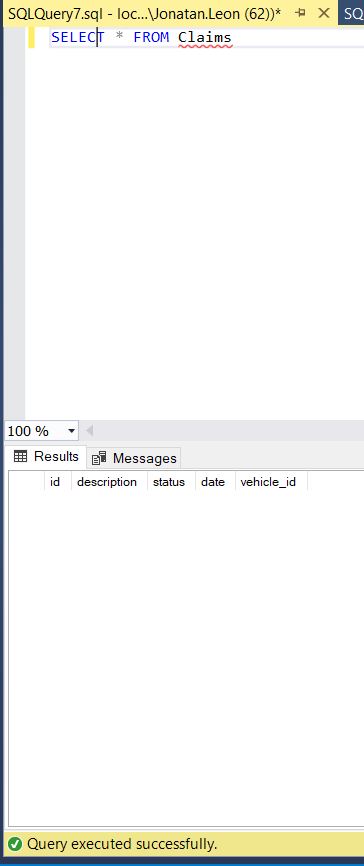 SQLQuery7.sql - loc...\Jonatan.Leon (62))* SQ
SELECT * FROM Claims
100 %
Results Messages
id description status date vehicle_id
Query executed successfully.